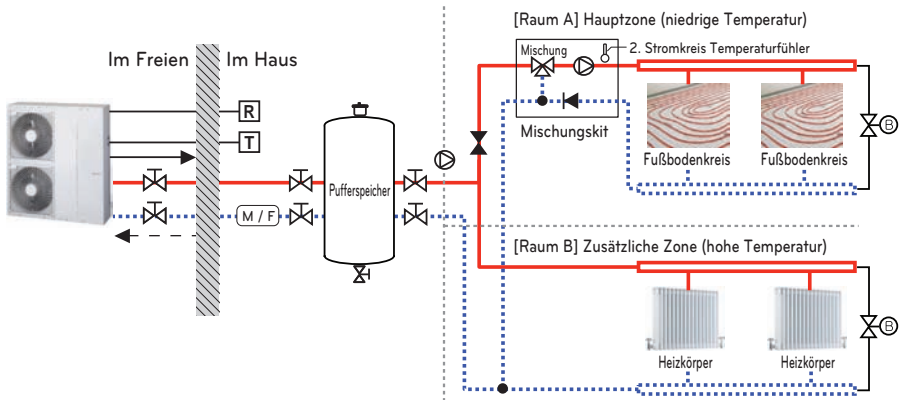 [Raum A] Hauptzone (niedrige Temperatur)
Im Freien
Im Haus
Mischung
2. Stromkreis Temperaturfühler
R
T
Mischungskit
Fußbodenkreis
Fußbodenkreis
B
Pufferspeicher
M / F
[Raum B] Zusätzliche Zone (hohe Temperatur)
B
Heizkörper
Heizkörper